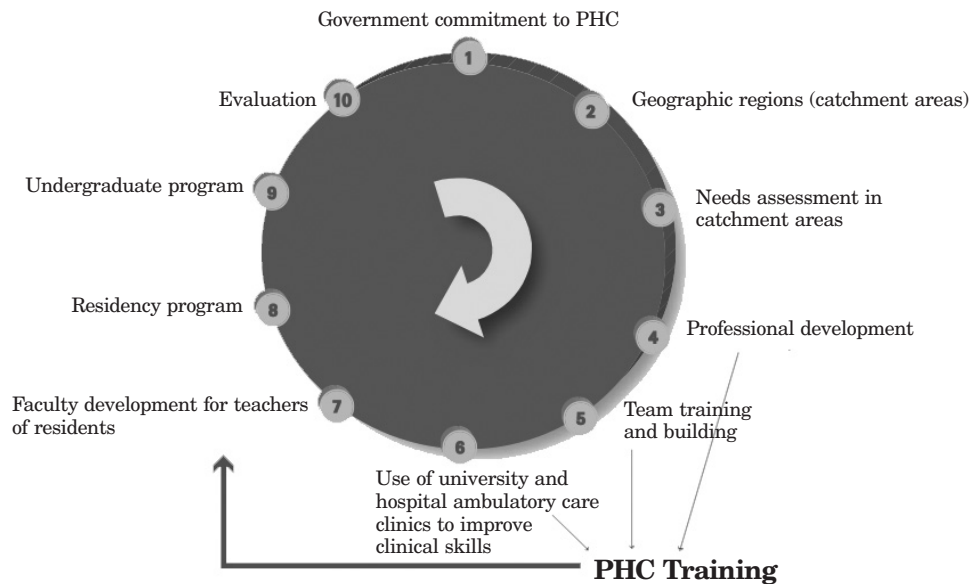 Government commitment to PHC
1
Geographic regions (catchment areas)
2
Needs assessment in
catchment areas
3
Professional development
4
Team training
and building
5
Use of university and
hospital ambulatory care
clinics to improve
clinical skills
6
PHC Training
Faculty development for teachers
of residents
7
Residency program
8
Undergraduate program
9
Evaluation
10